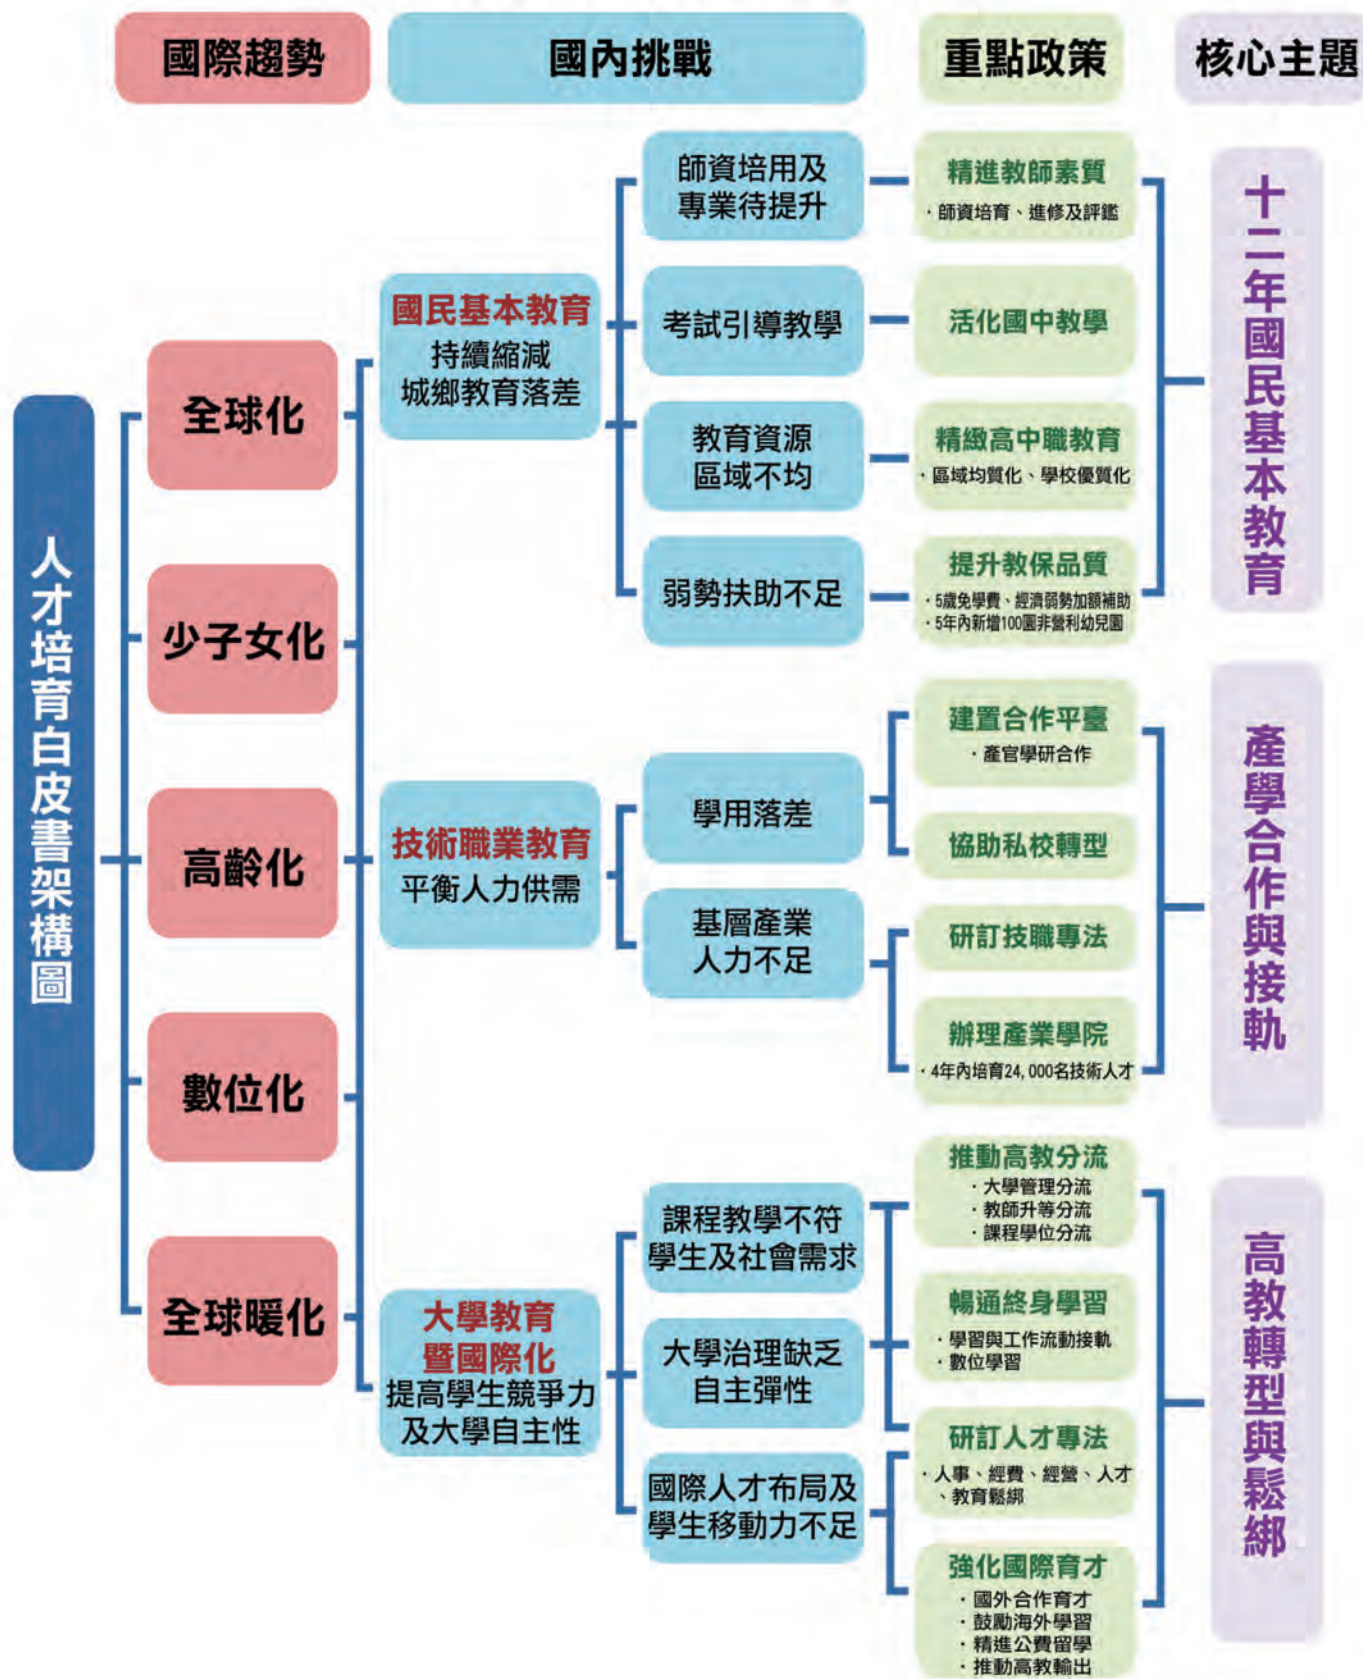 國際趨勢
國內挑戰
重點政策
核心主題
人才培育白皮書架構圖
全球化
少子女化
高齡化
數位化
全球暖化
國民基本教育
持續縮減
城鄉教育落差
師資培用及
專業待提升
精進教師素質
·師資培育、進修及評鑑
考試引導教學
活化國中教學
教育資源
區域不均
精緻高中職教育
·區域均質化、學校優質化
弱勢扶助不足
提升教保品質
·5歲免學費、經濟弱勢加額補助
·5年內新增100園非營利幼兒園
十二年國民基本教育
技術職業教育
平衡人力供需
學用落差
建置合作平臺
·產官學研合作
協助私校轉型
基層產業
人力不足
研訂技職專法
辦理產業學院
·4年內培育24,000名技術人才
產學合作與接軌
大學教育
暨國際化
提高學生競爭力
及大學自主性
課程教學不符
學生及社會需求
推動高教分流
·大學管理分流
·教師升等分流
·課程學位分流
大學治理缺乏
自主彈性
暢通終身學習
·學習與工作流動接軌
·數位學習
國際人才布局及
學生移動力不足
研訂人才專法
·人事、經費、經營、人才
、教育鬆綁
強化國際育才
·國外合作育才
·鼓勵海外學習
·精進公費留學
·推動高教輸出
高教轉型與鬆綁